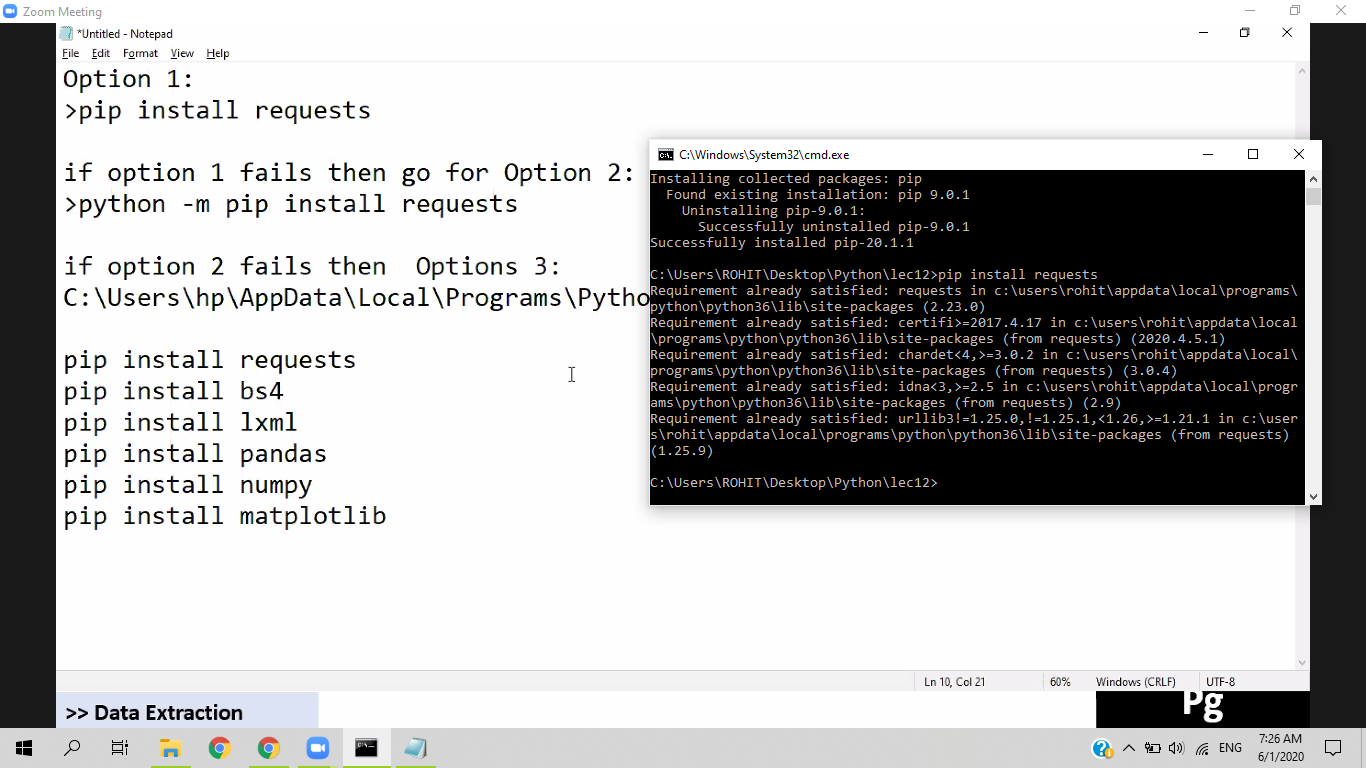 Zoom Meeting
*Untitled - Notepad
File Edit Format View Help
Option 1:
>pip install requests
if option 1 fails then go for Option 2:
>python -m pip install requests
if option 2 fails then  Options 3:
C:\Users\hp\AppData\Local\Programs\Pytho
pip install requests
pip install bs4
pip install lxml
pip install pandas
pip install numpy
pip install matplotlib
C:\Windows\System32\cmd.exe
Installing collected packages: pip
  Found existing installation: pip 9.0.1
    Uninstalling pip-9.0.1:
      Successfully uninstalled pip-9.0.1
Successfully installed pip-20.1.1
C:\Users\ROHIT\Desktop\Python\lec12>pip install requests
Requirement already satisfied: requests in c:\users\rohit\appdata\local\programs\
python\python36\lib\site-packages (2.23.0)
Requirement already satisfied: certifi>=2017.4.17 in c:\users\rohit\appdata\local
\programs\python\python36\lib\site-packages (from requests) (2020.4.5.1)
Requirement already satisfied: chardet<4,>=3.0.2 in c:\users\rohit\appdata\local\
programs\python\python36\lib\site-packages (from requests) (3.0.4)
Requirement already satisfied: idna<3,>=2.5 in c:\users\rohit\appdata\local\progr
ams\python\python36\lib\site-packages (from requests) (2.9)
Requirement already satisfied: urllib3!=1.25.0,!=1.25.1,<1.26,>=1.21.1 in c:\user
s\rohit\appdata\local\programs\python\python36\lib\site-packages (from requests)
(1.25.9)
C:\Users\ROHIT\Desktop\Python\lec12>
Ln 10, Col 21 60% Windows (CRLF) UTF-8
>> Data Extraction
Pg
ENG
7:26 AM
6/1/2020